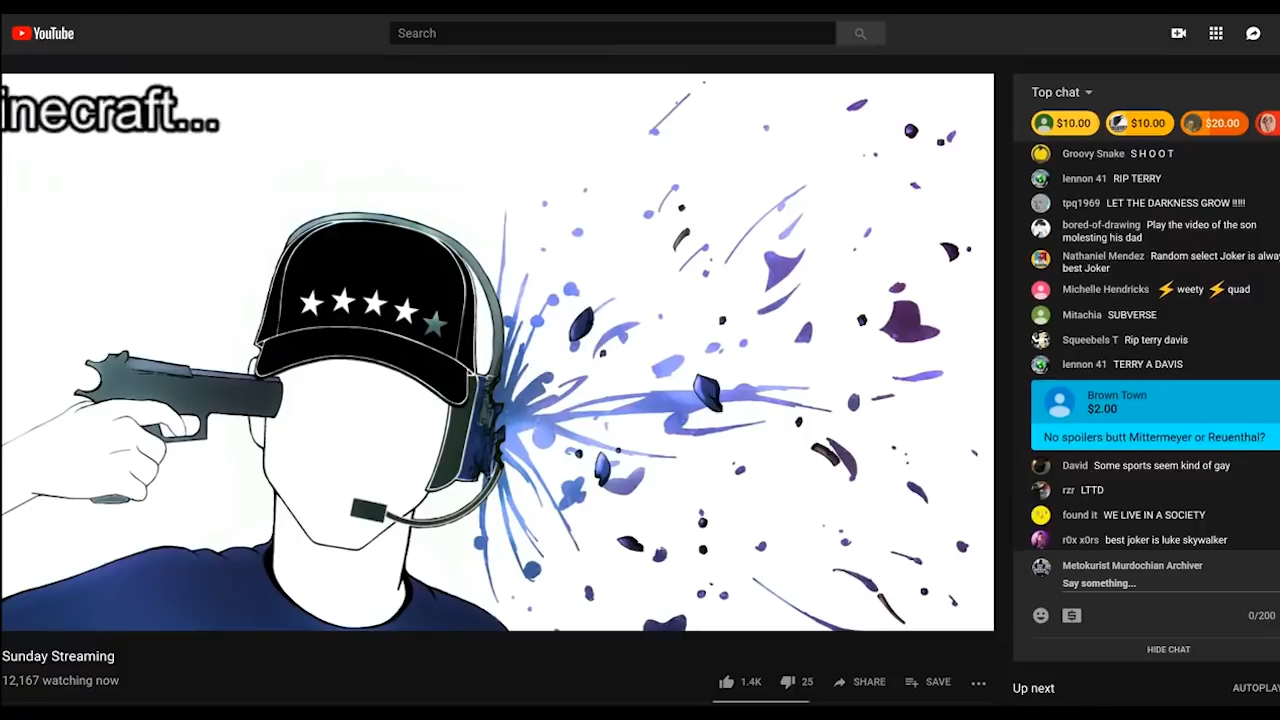 YouTube
Search
inecraft...
Top chat
$10.00
$10.00
$20.00
Groovy Snake S H O O T
lennon 41 RIP TERRY
tpq1969 LET THE DARKNESS GROW !!!!!
bored-of-drawing Play the video of the son
molesting his dad
Nathaniel Mendez Random select Joker is alway
best Joker
Michelle Hendricks ⚡weety ⚡quad
Mitachia SUBVERSE
Squeebels T Rip terry davis
lennon 41 TERRY A DAVIS
Brown Town
$2.00
No spoilers butt Mittermeyer or Reuenthal?
David Some sports seem kind of gay
rzr LTTD
found it WE LIVE IN A SOCIETY
r0x x0rs best joker is luke skywalker
Metokurist Murdochian Archiver
Say something...
0/200
HIDE CHAT
Sunday Streaming
12,167 watching now
1.4K
25
SHARE
SAVE
Up next
AUTOPLAY